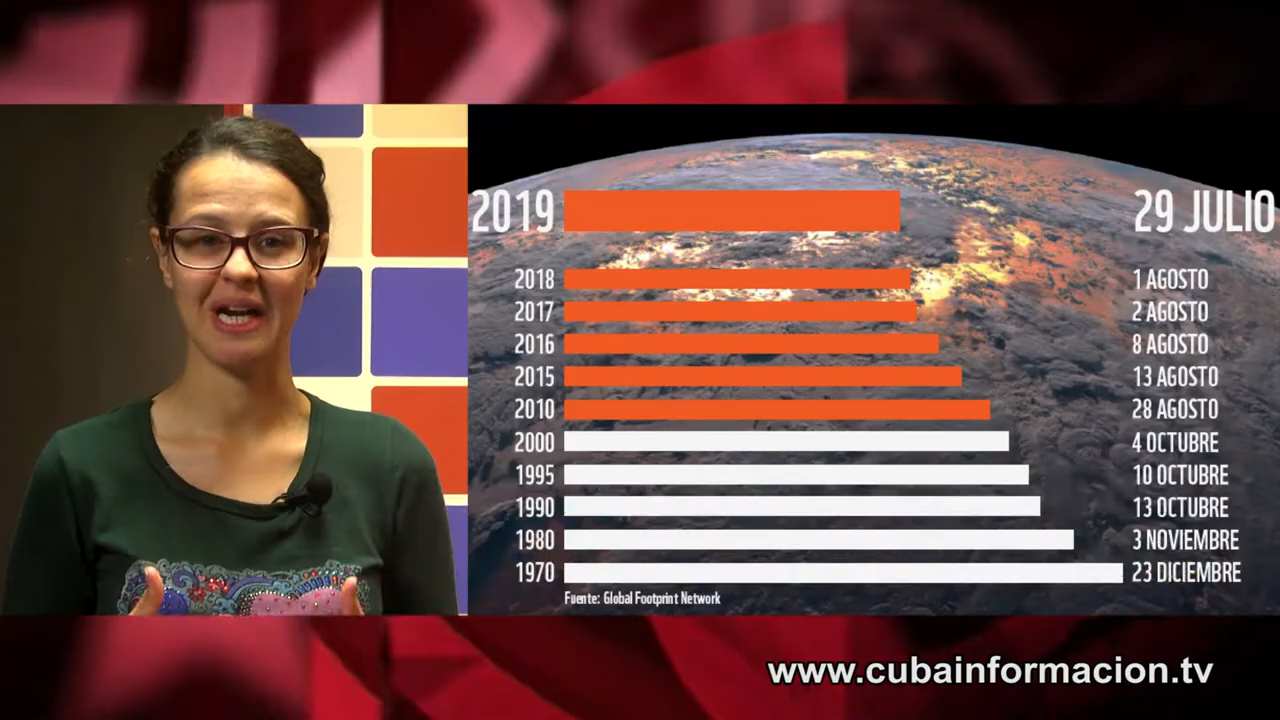 2019 29 JULIO
2018 1 AGOSTO
2017 2 AGOSTO
2016 8 AGOSTO
2015 13 AGOSTO
2010 28 AGOSTO
2000 4 OCTUBRE
1995 10 OCTUBRE
1990 13 OCTUBRE
1980 3 NOVIEMBRE
1970 23 DICIEMBRE
Fuente: Global Footprint Network
www.cubainformacion.tv